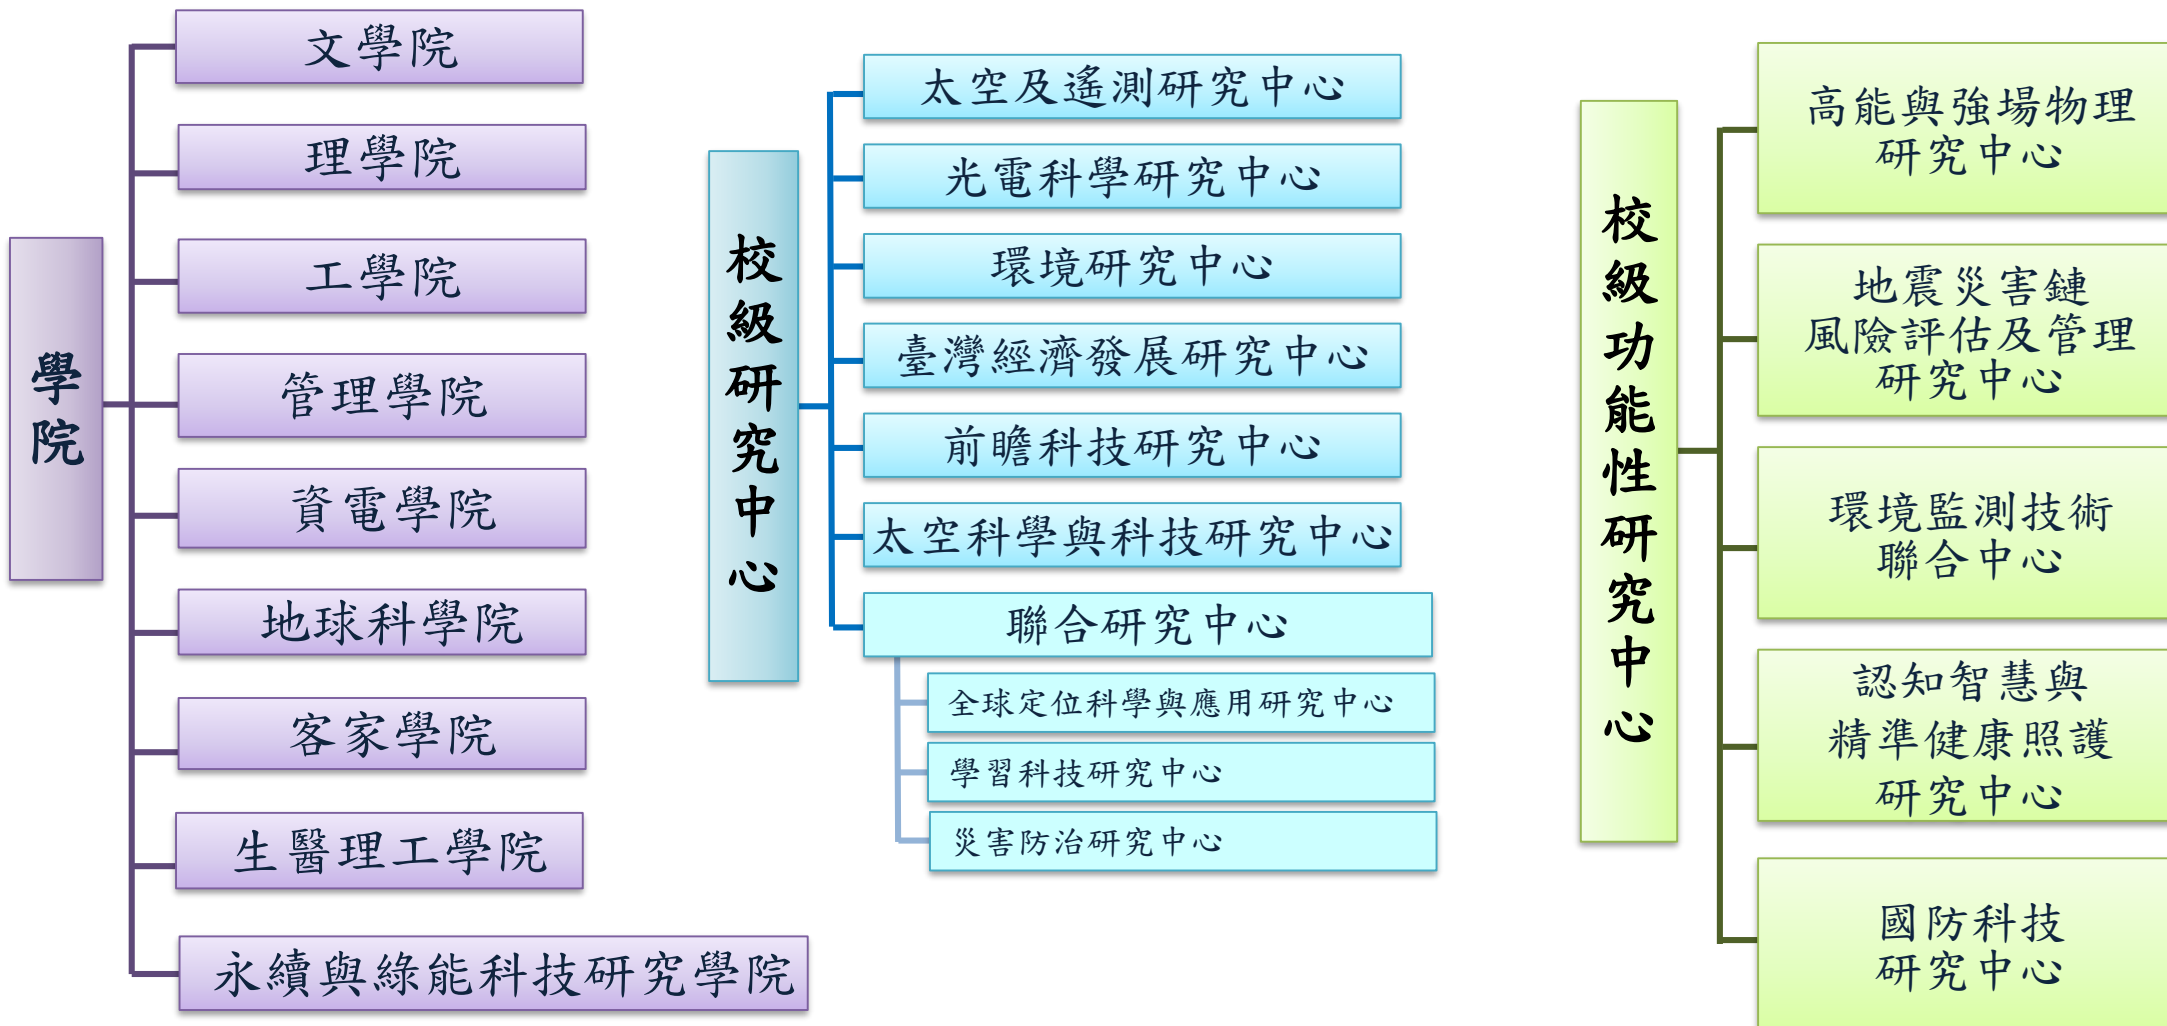 學院
文學院
理學院
工學院
管理學院
資電學院
地球科學院
客家學院
生醫理工學院
永續與綠能科技研究學院
校級研究中心
太空及遙測研究中心
光電科學研究中心
環境研究中心
臺灣經濟發展研究中心
前瞻科技研究中心
太空科學與科技研究中心
聯合研究中心
全球定位科學與應用研究中心
學習科技研究中心
災害防治研究中心
校級功能性研究中心
高能與強場物理
研究中心
地震災害鏈
風險評估及管理
研究中心
環境監測技術
聯合中心
認知智慧與
精準健康照護
研究中心
國防科技
研究中心